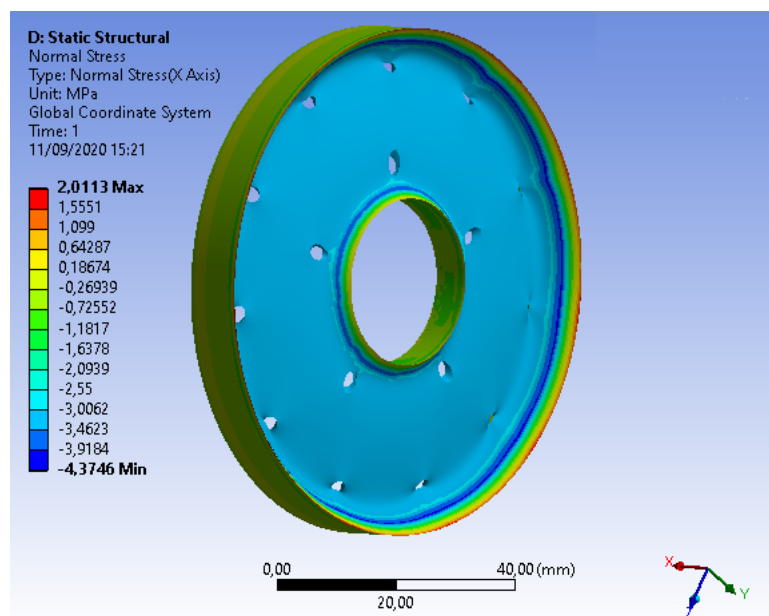 D: Static Structural
Normal Stress
Type: Normal Stress(X Axis)
Unit: MPa
Global Coordinate System
Time: 1
11/09/2020 15:21
2,0113 Max
1,5551
1,099
0,64287
0,18674
-0,26939
-0,72552
-1,1817
-1,6378
-2,0939
-2,55
-3,0062
-3,4623
-3,9184
-4,3746 Min
0,00
40,00 (mm)
20,00
X
Y